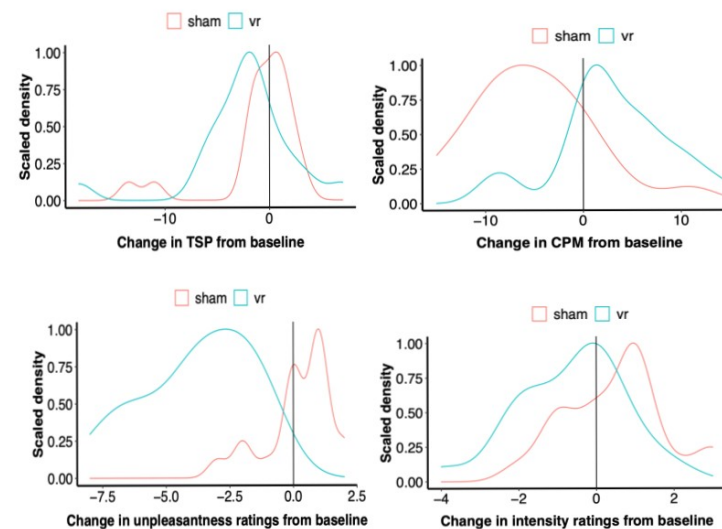 sham vr
Scaled density
1.00
0.75
0.50
0.25
0.00
−10 0
Change in TSP from baseline
sham vr
Scaled density
1.00
0.75
0.50
0.25
0.00
−10 0 10
Change in CPM from baseline
sham vr
Scaled density
1.00
0.75
0.50
0.25
0.00
−7.5 −5.0 −2.5 0.0 2.5
Change in unpleasantness ratings from baseline
sham vr
Scaled density
1.00
0.75
0.50
0.25
0.00
−4 −2 0 2
Change in intensity ratings from baseline